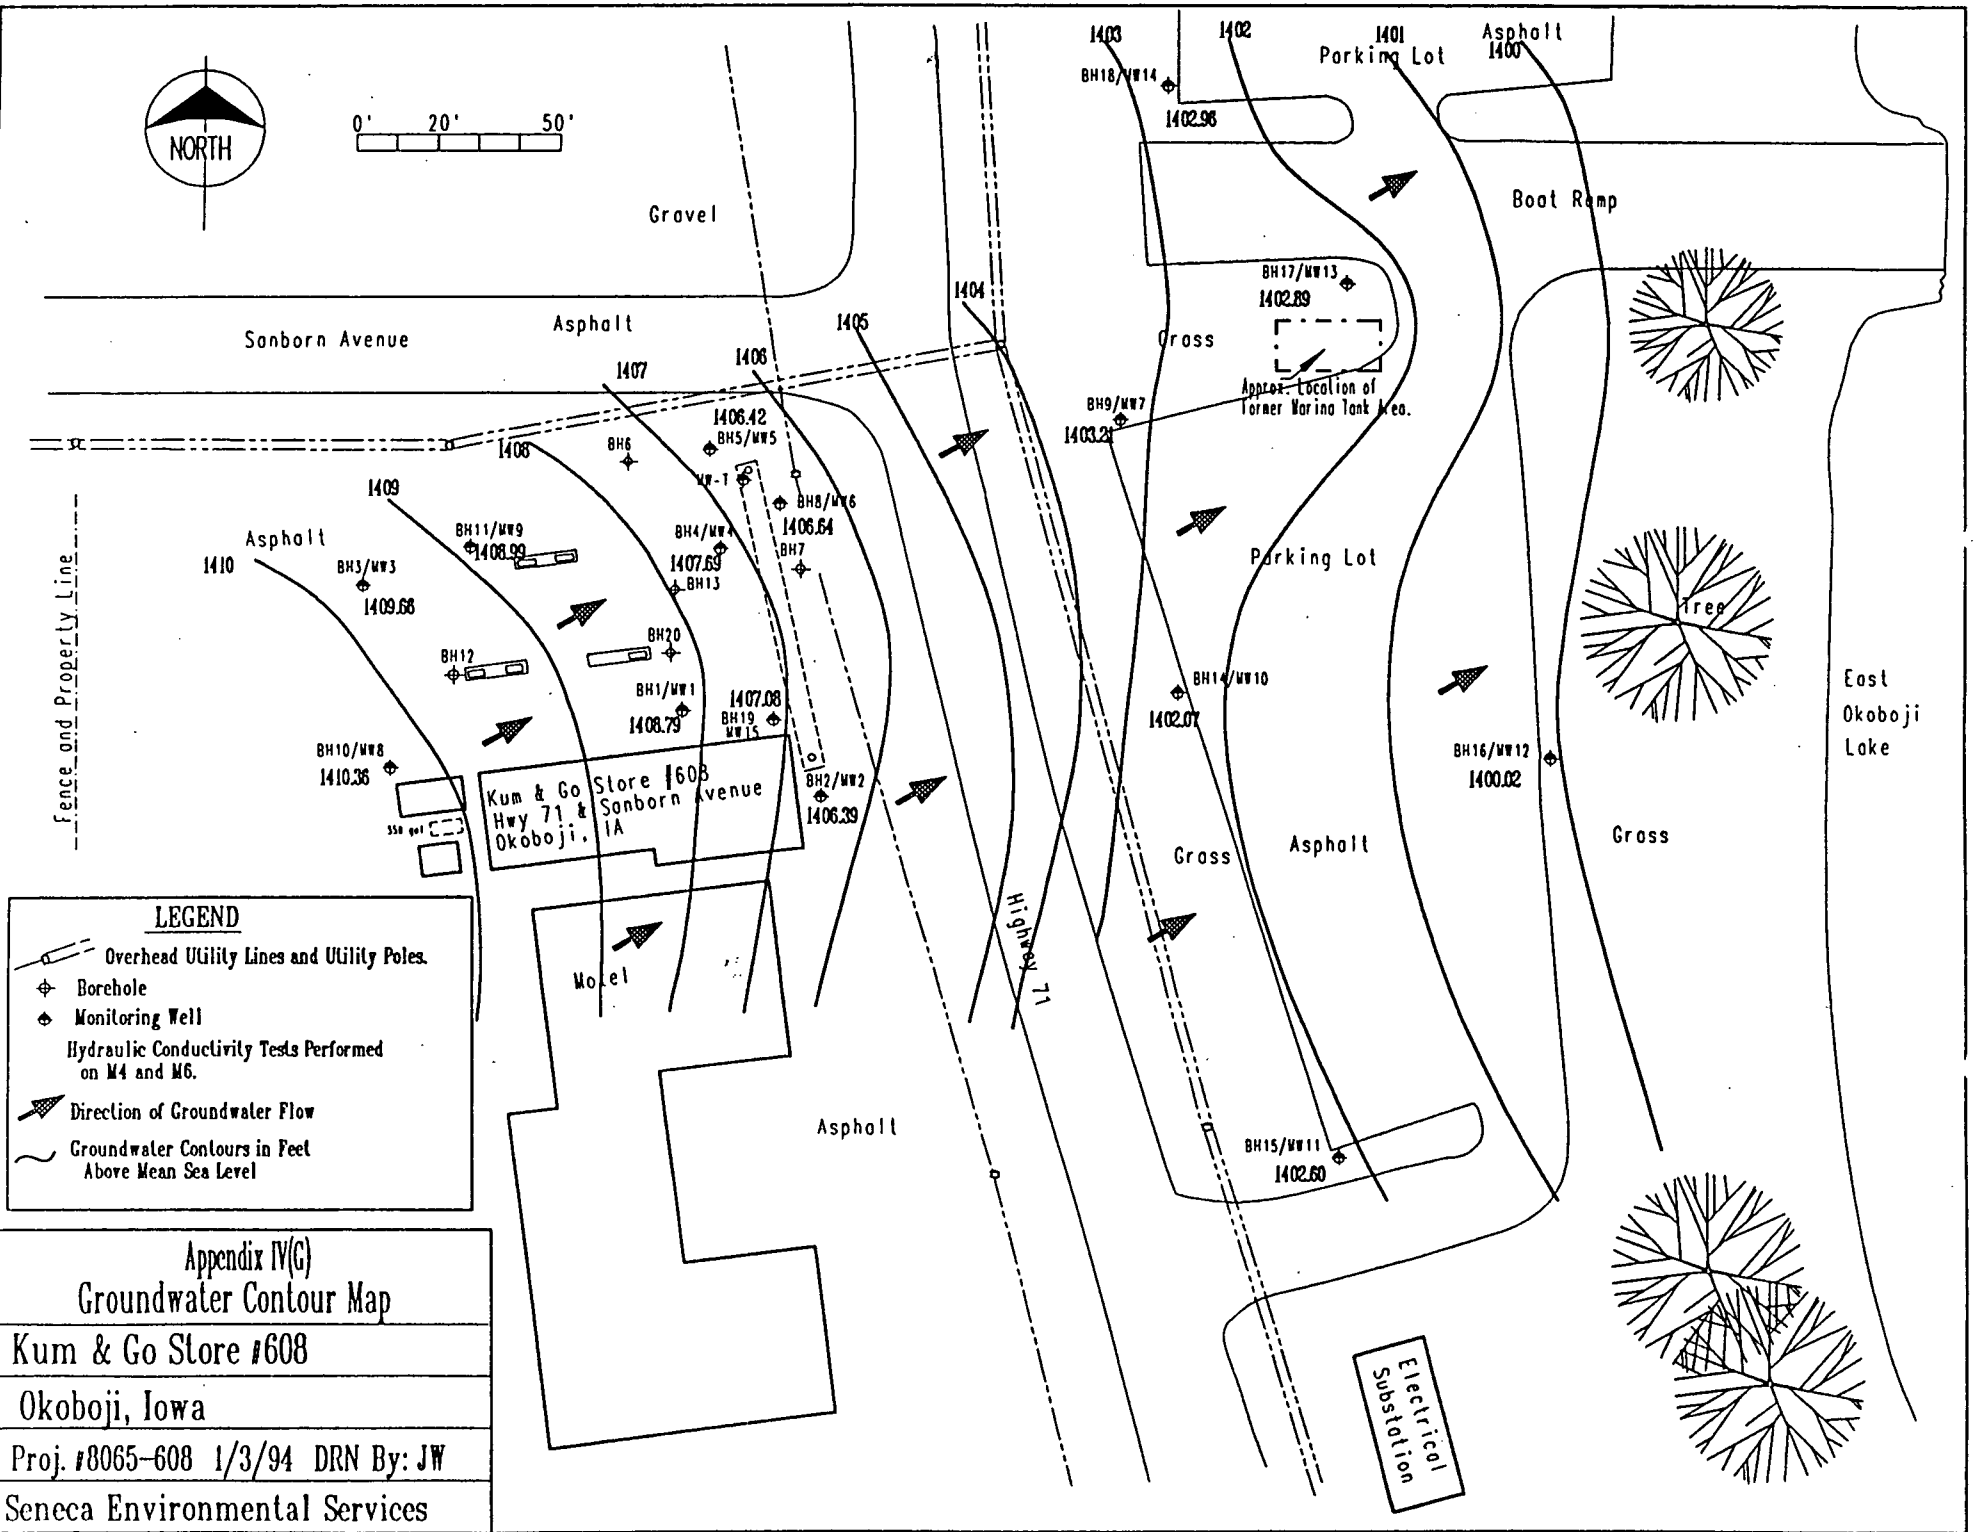 1403
1402
1401
Asphalt
1400
Parking Lot
BH18/MW14
1402.96
NORTH
0' 20' 50'
Gravel
Boat Ramp
BH17/MW13
1402.89
1404
1405
Sanborn Avenue
Asphalt
Grass
1406
1407
Approx. Location of
Former Marina Tank Area.
1406.42
BH9/MW7
1403.21
BH5/MW5
BH6
1408
MW-T
1409
BH8/MW6
1406.64
BH11/MW9
1408.99
BH4/MW4
1407.69
BH7
Asphalt
1410
BH3/MW3
1409.66
BH13
Parking Lot
Tree
Fence and Property Line
BH12
BH20
BH1/MW1
1408.79
1407.08
BH19
MW15
BH14/MW10
1402.07
East
Okoboji
Lake
BH10/MW8
1410.36
BH16/MW12
1400.02
Kum & Go Store #608
Hwy 71 & Sanborn Avenue
Okoboji, IA
BH2/MW2
1406.39
550 gal
Grass
Asphalt
Grass
Highway 71
Motel
LEGEND
Overhead Utility Lines and Utility Poles.
Borehole
Monitoring Well
Hydraulic Conductivity Tests Performed
on M4 and M6.
Direction of Groundwater Flow
Groundwater Contours in Feet
Above Mean Sea Level
Asphalt
BH15/MW11
1402.60
Electrical
Substation
Appendix IV(G)
Groundwater Contour Map
Kum & Go Store #608
Okoboji, Iowa
Proj. #8065-608 1/3/94 DRN By: JW
Seneca Environmental Services